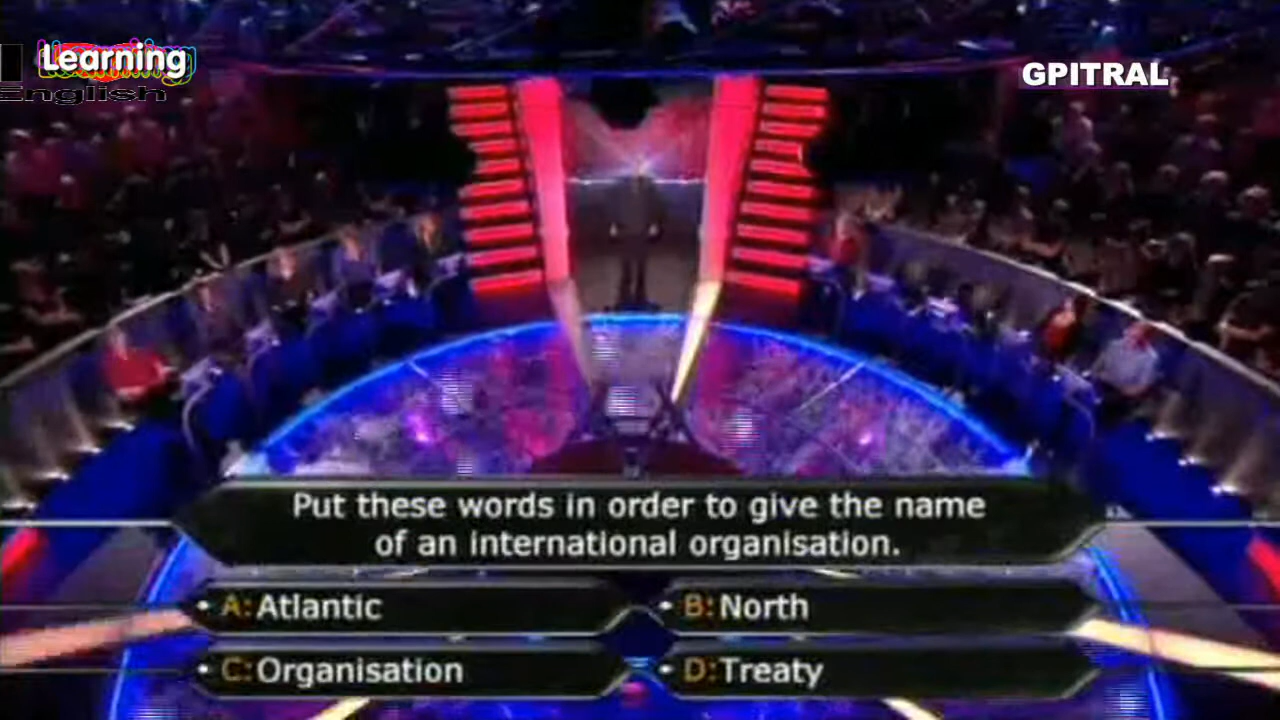 Learning
English
GPITRAL
Put these words in order to give the name
of an international organisation.
A: Atlantic
B: North
C: Organisation
D: Treaty